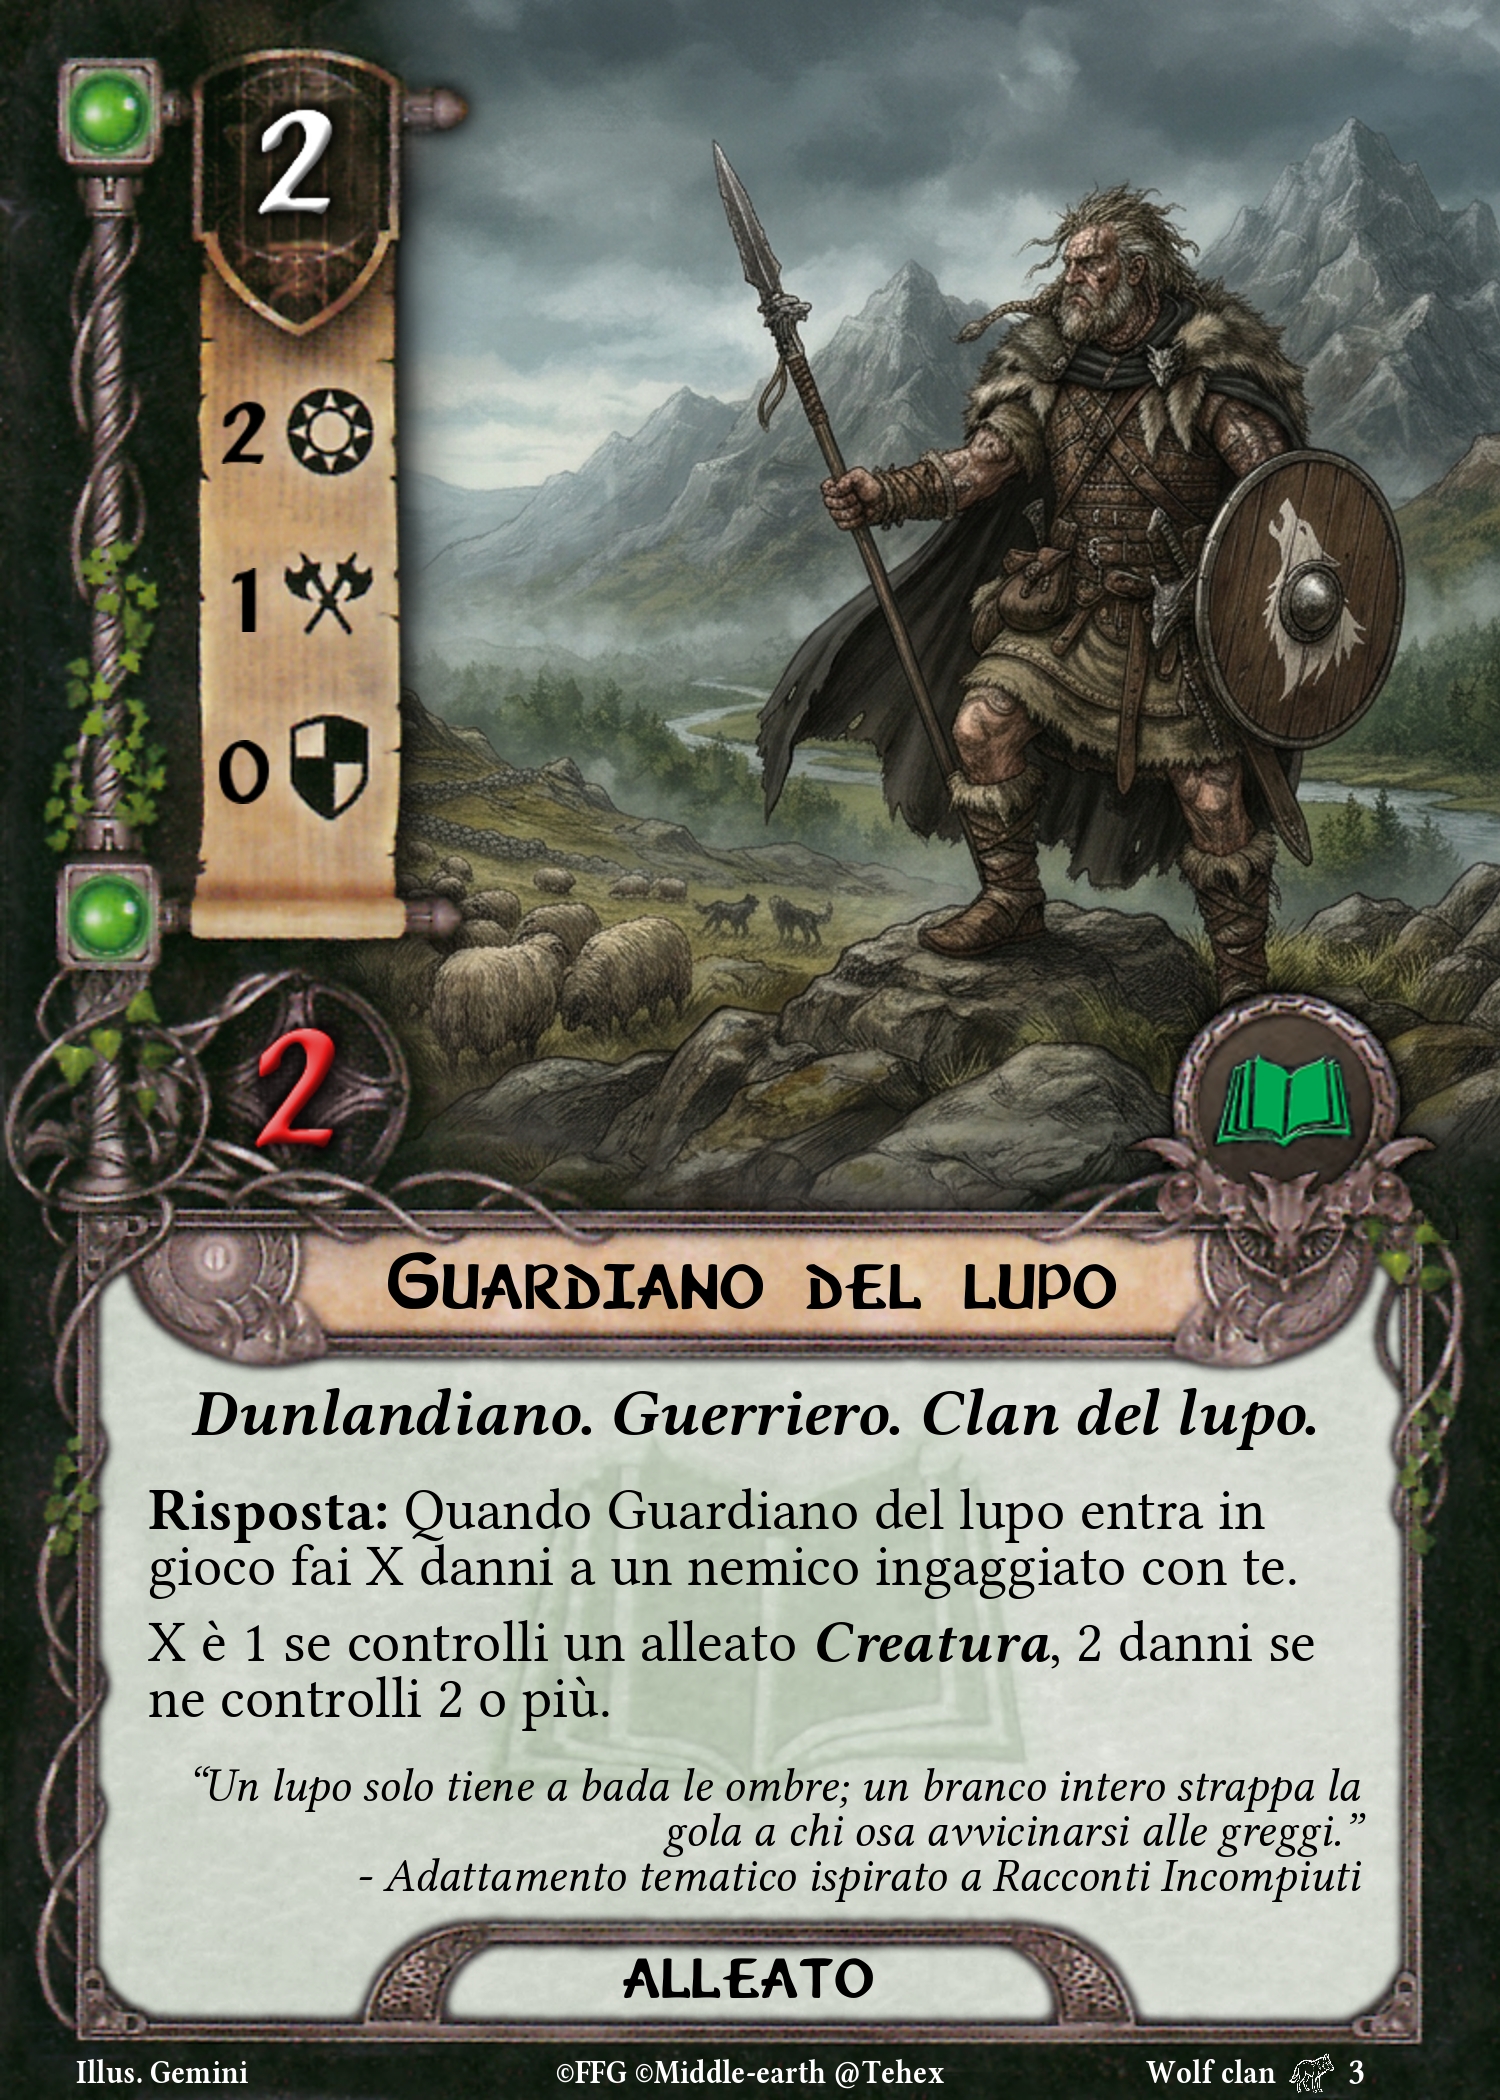 2
2
1
0
2
Guardiano del lupo
Dunlandiano. Guerriero. Clan del lupo.
Risposta: Quando Guardiano del lupo entra in
gioco fai X danni a un nemico ingaggiato con te.
X è 1 se controlli un alleato Creatura, 2 danni se
ne controlli 2 o più.
“Un lupo solo tiene a bada le ombre; un branco intero strappa la
gola a chi osa avvicinarsi alle greggi.”
- Adattamento tematico ispirato a Racconti Incompiuti
ALLEATO
Illus. Gemini ©FFG ©Middle-earth @Tehex Wolf clan 3